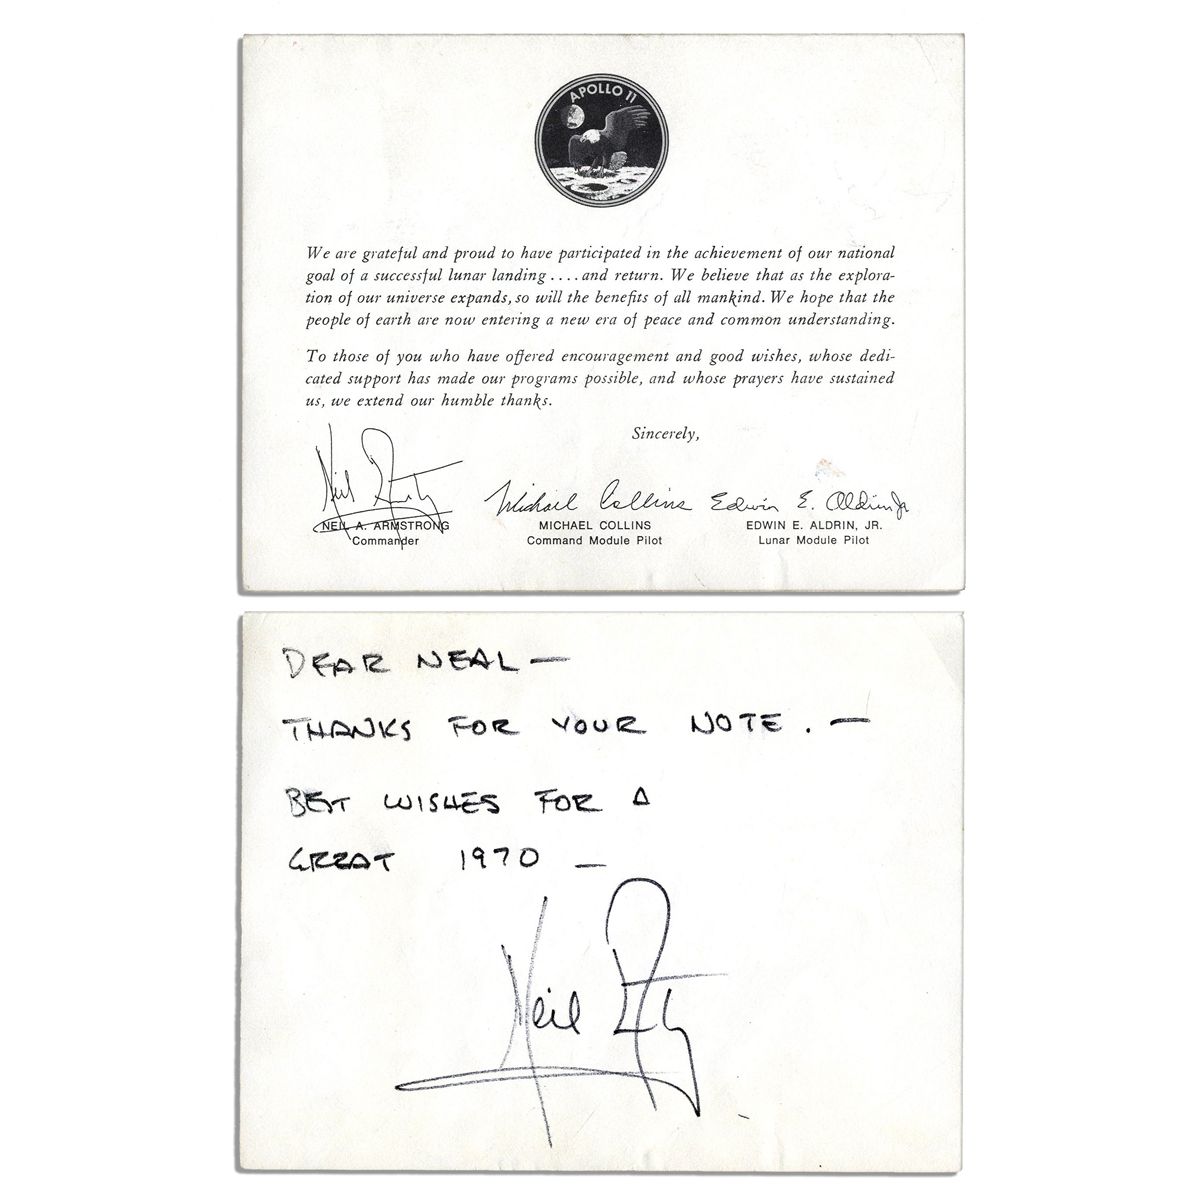 APOLLO 11
We are grateful and proud to have participated in the achievement of our national
goal of a successful lunar landing . . . . and return. We believe that as the explora-
tion of our universe expands, so will the benefits of all mankind. We hope that the
people of earth are now entering a new era of peace and common understanding.
To those of you who have offered encouragement and good wishes, whose dedi-
cated support has made our programs possible, and whose prayers have sustained
us, we extend our humble thanks.
Sincerely,
Neil Armstrong Michael Collins Edwin E. Aldrin Jr
NEIL A. ARMSTRONG MICHAEL COLLINS EDWIN E. ALDRIN, JR.
Commander Command Module Pilot Lunar Module Pilot
DEAR NEAL —
THANKS FOR YOUR NOTE. —
BEST WISHES FOR A
GREAT 1970 —
Neil Armstrong